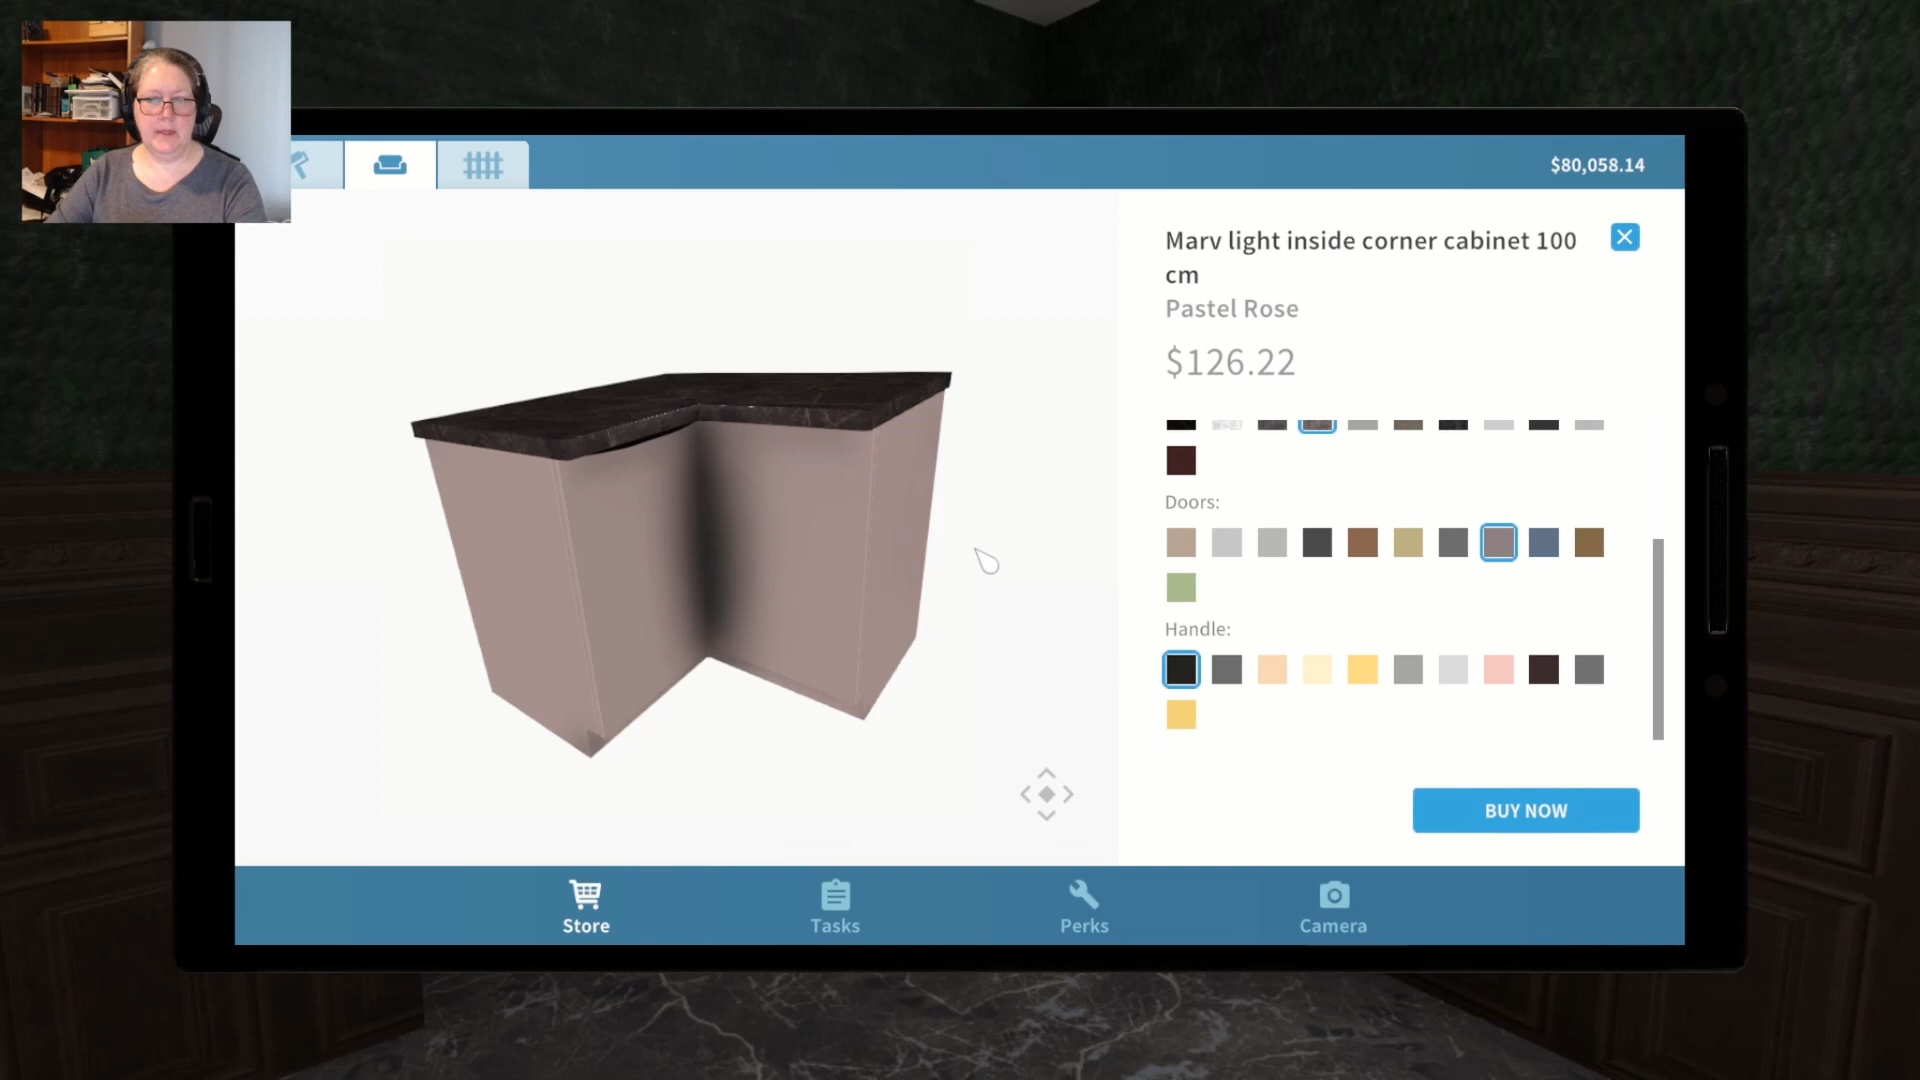 $80,058.14
Marv light inside corner cabinet 100
cm
Pastel Rose
$126.22
Doors:
Handle:
BUY NOW
Store
Tasks
Perks
Camera